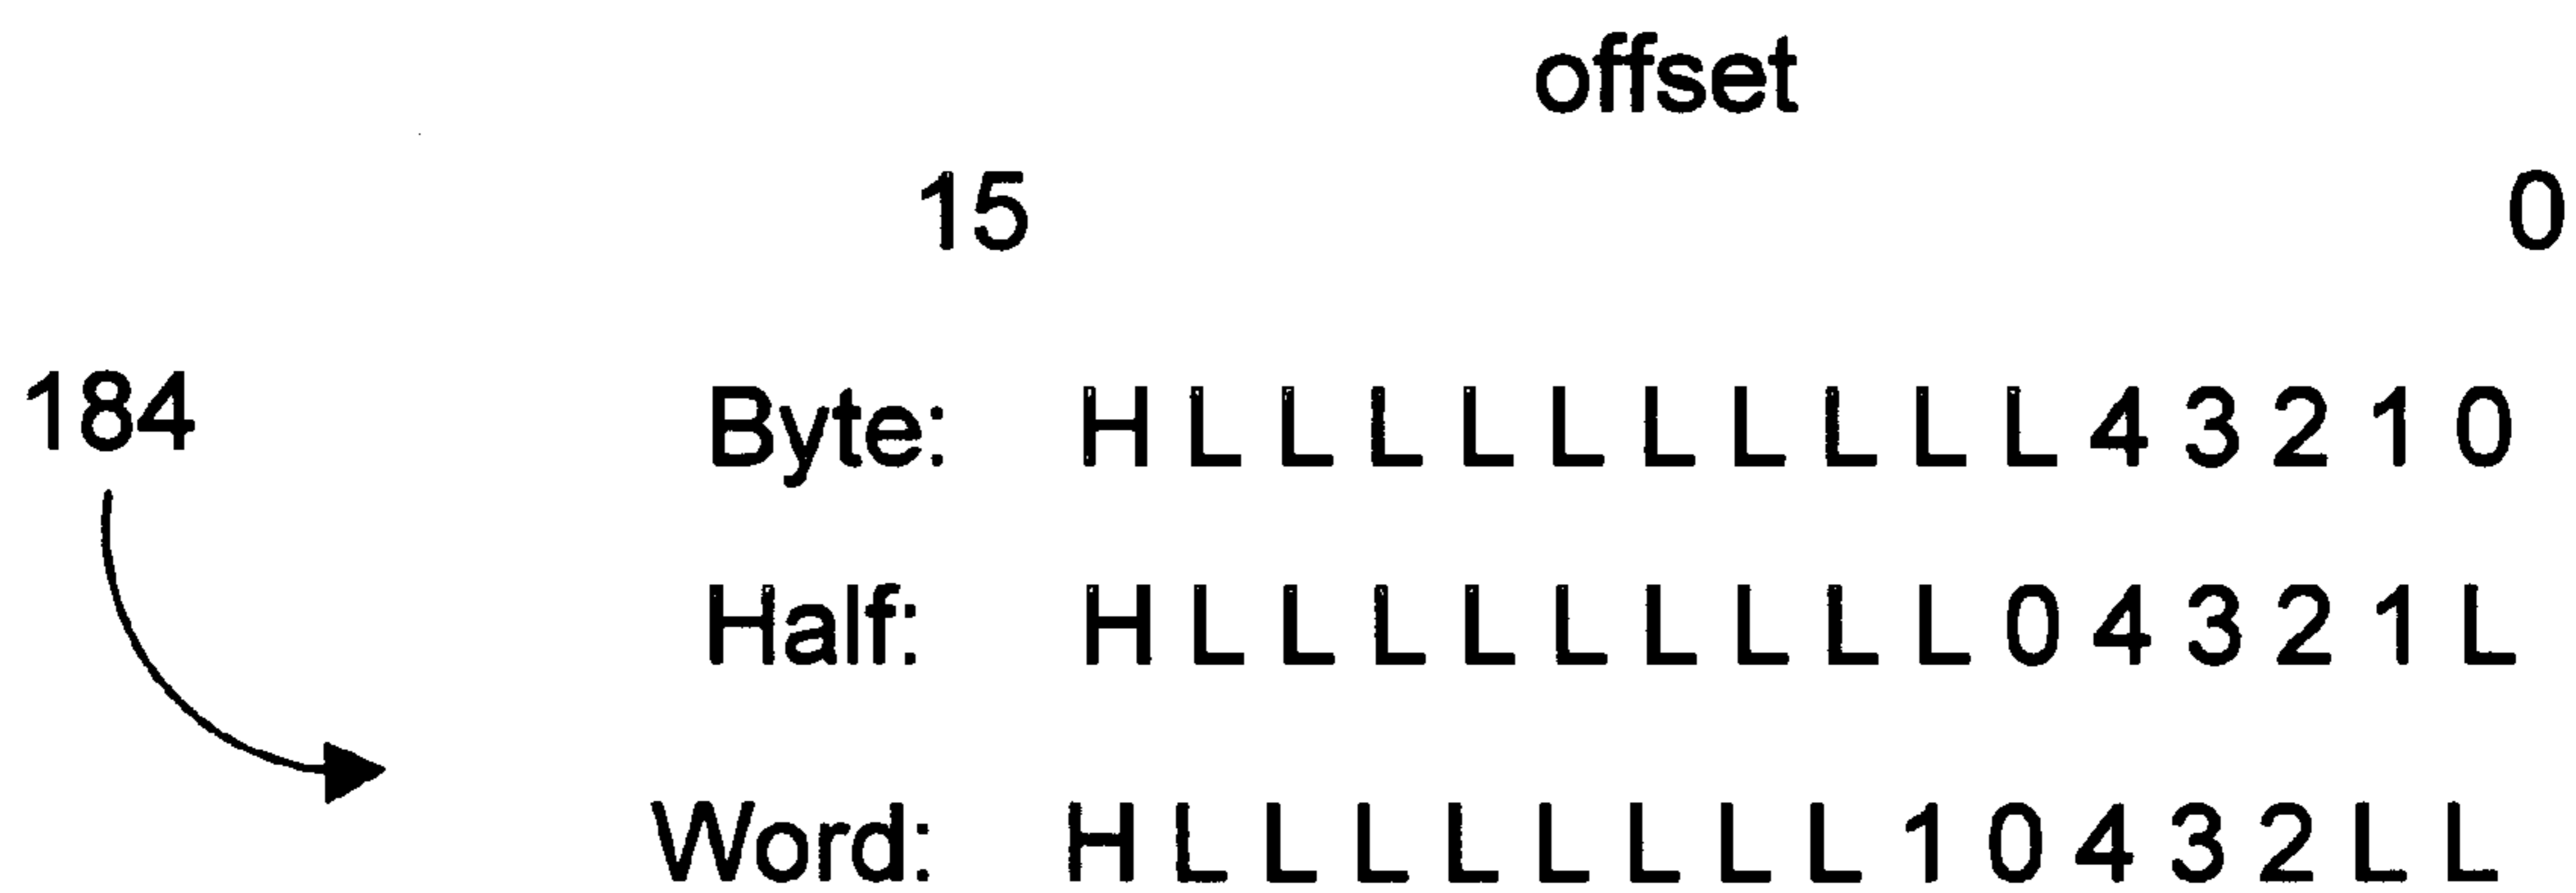 offset
15 0
184 Byte: H L L L L L L L L L L 4 3 2 1 0
Half: H L L L L L L L L L 0 4 3 2 1 L
Word: H L L L L L L L L 1 0 4 3 2 L L